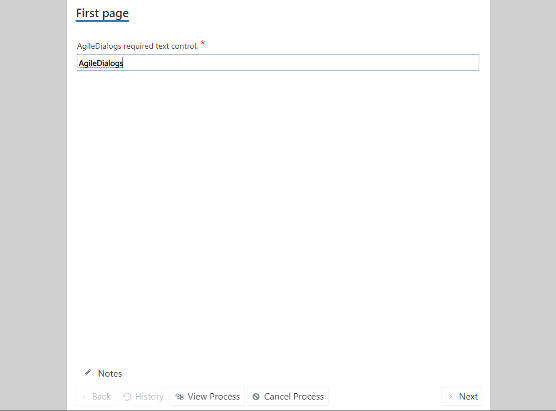 First page
AgileDialogs required text control. *
AgileDialogs
Notes
Back History View Process Cancel Process Next